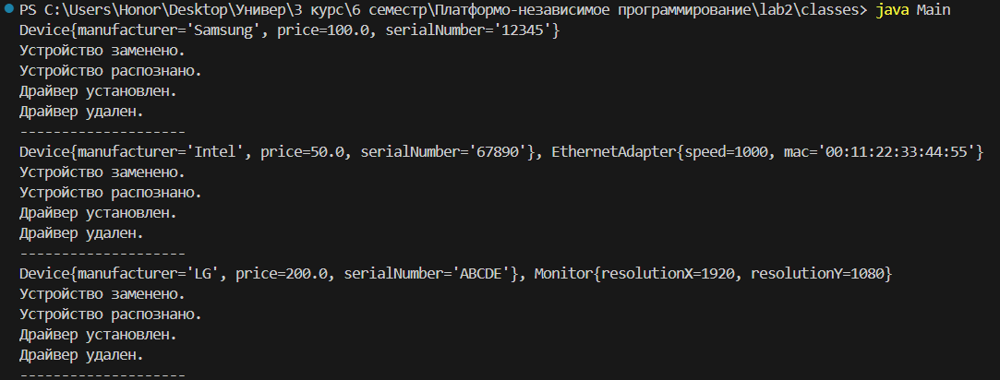 PS C:\Users\Honor\Desktop\Универ\3 курс\6 семестр\Платформо-независимое программирование\lab2\classes> java Main
Device{manufacturer='Samsung', price=100.0, serialNumber='12345'}
Устройство заменено.
Устройство распознано.
Драйвер установлен.
Драйвер удален.
--------------------
Device{manufacturer='Intel', price=50.0, serialNumber='67890'}, EthernetAdapter{speed=1000, mac='00:11:22:33:44:55'}
Устройство заменено.
Устройство распознано.
Драйвер установлен.
Драйвер удален.
--------------------
Device{manufacturer='LG', price=200.0, serialNumber='ABCDE'}, Monitor{resolutionX=1920, resolutionY=1080}
Устройство заменено.
Устройство распознано.
Драйвер установлен.
Драйвер удален.
--------------------